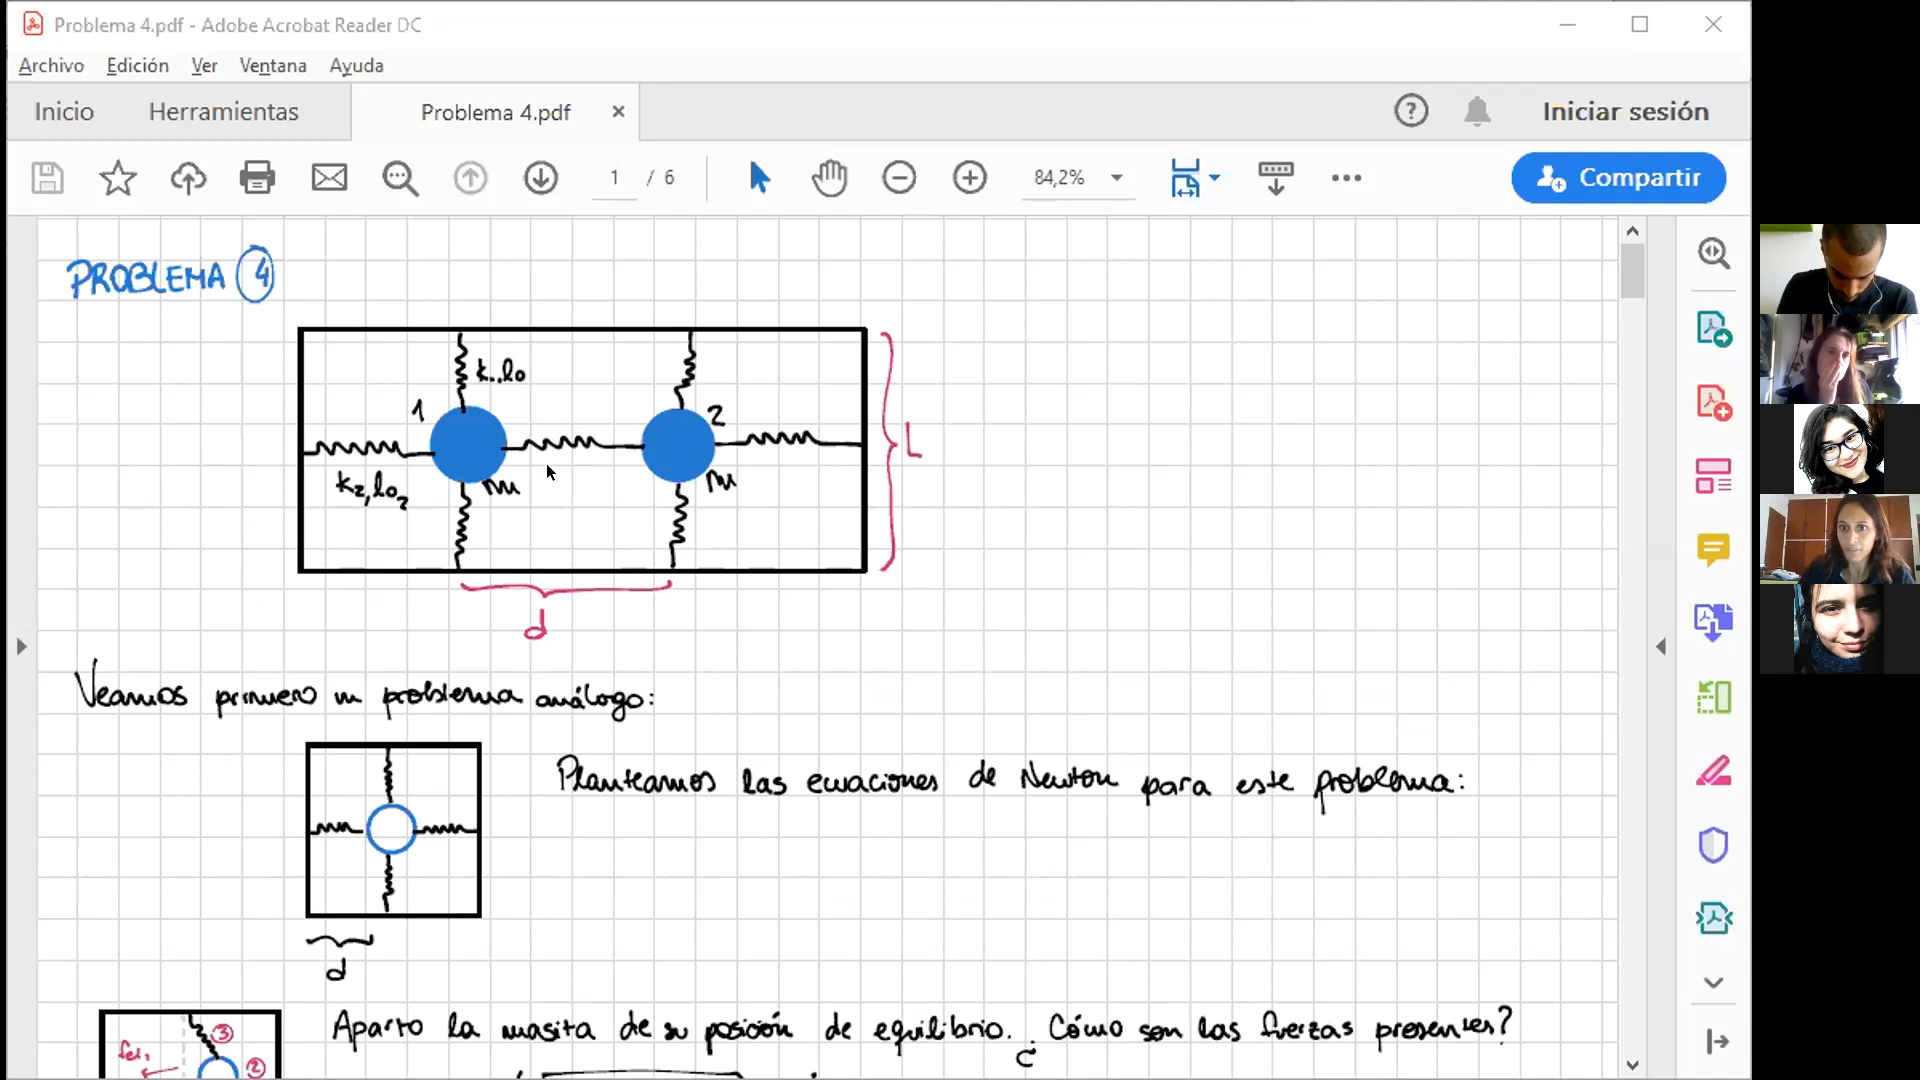 Problema 4.pdf - Adobe Acrobat Reader DC
Archivo Edición Ver Ventana Ayuda
Inicio Herramientas Problema 4.pdf Iniciar sesión
1 / 6 84,2% Compartir
PROBLEMA 4
k, lo
1 2
L
k2, lo2 m m
d
Veamos primero un problema análogo:
Planteamos las ecuaciones de Newton para este problema:
d
Aparto la masita de su posición de equilibrio. ¿Cómo son las fuerzas presentes?
3
2